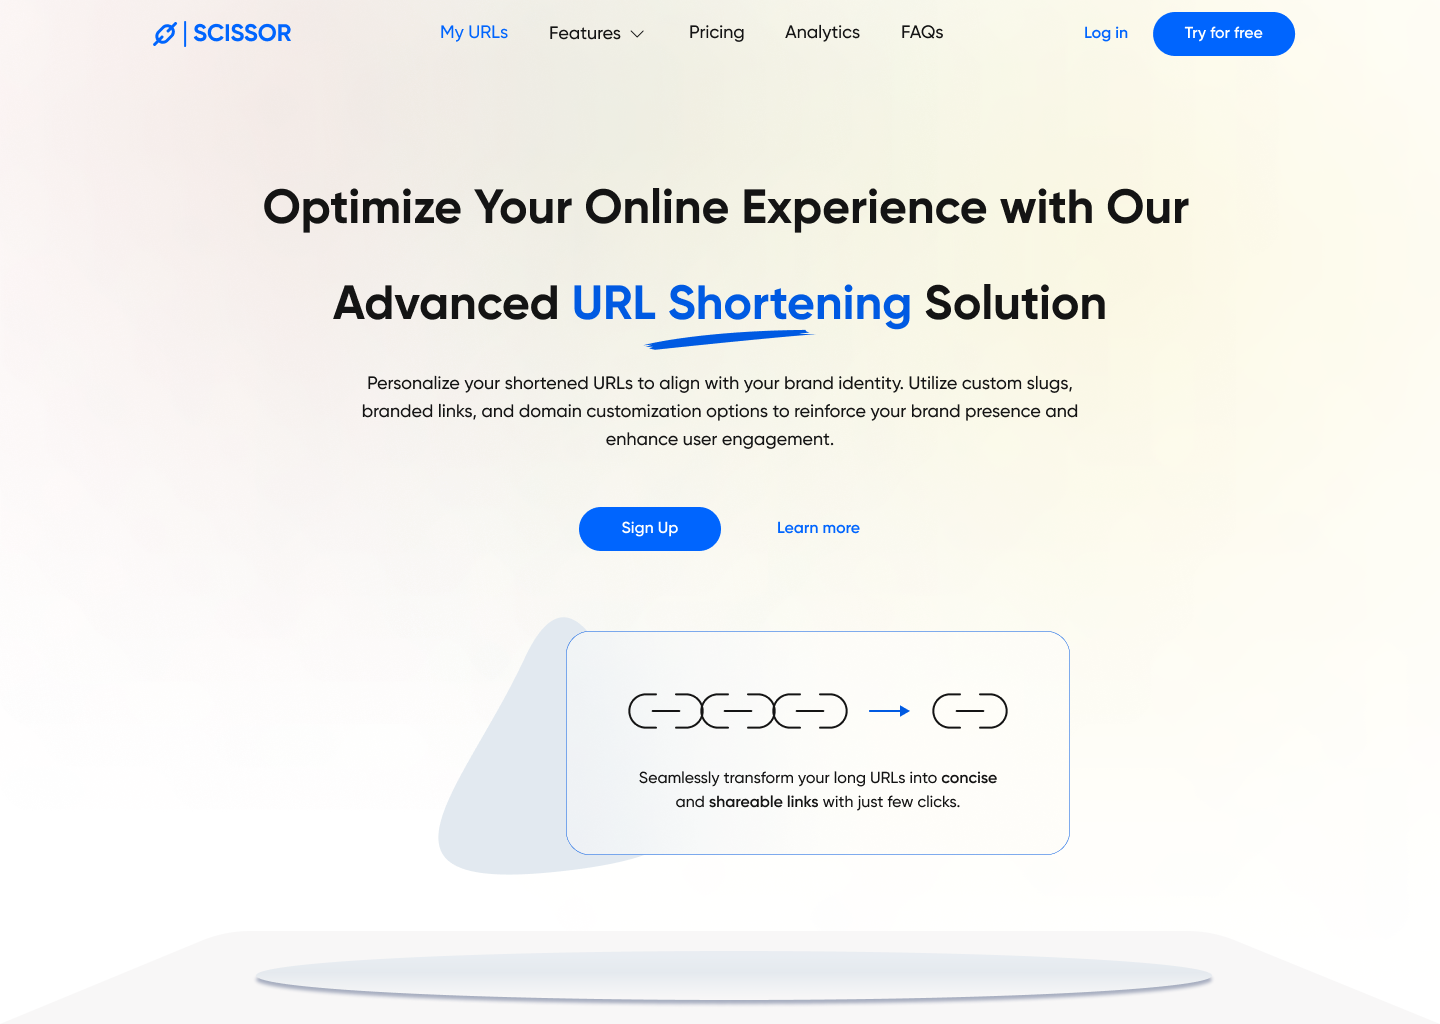 SCISSOR
My URLs
Features
Pricing
Analytics
FAQs
Log in
Try for free
Optimize Your Online Experience with Our
Advanced URL Shortening Solution
Personalize your shortened URLs to align with your brand identity. Utilize custom slugs,
branded links, and domain customization options to reinforce your brand presence and
enhance user engagement.
Sign Up
Learn more
Seamlessly transform your long URLs into concise
and shareable links with just few clicks.